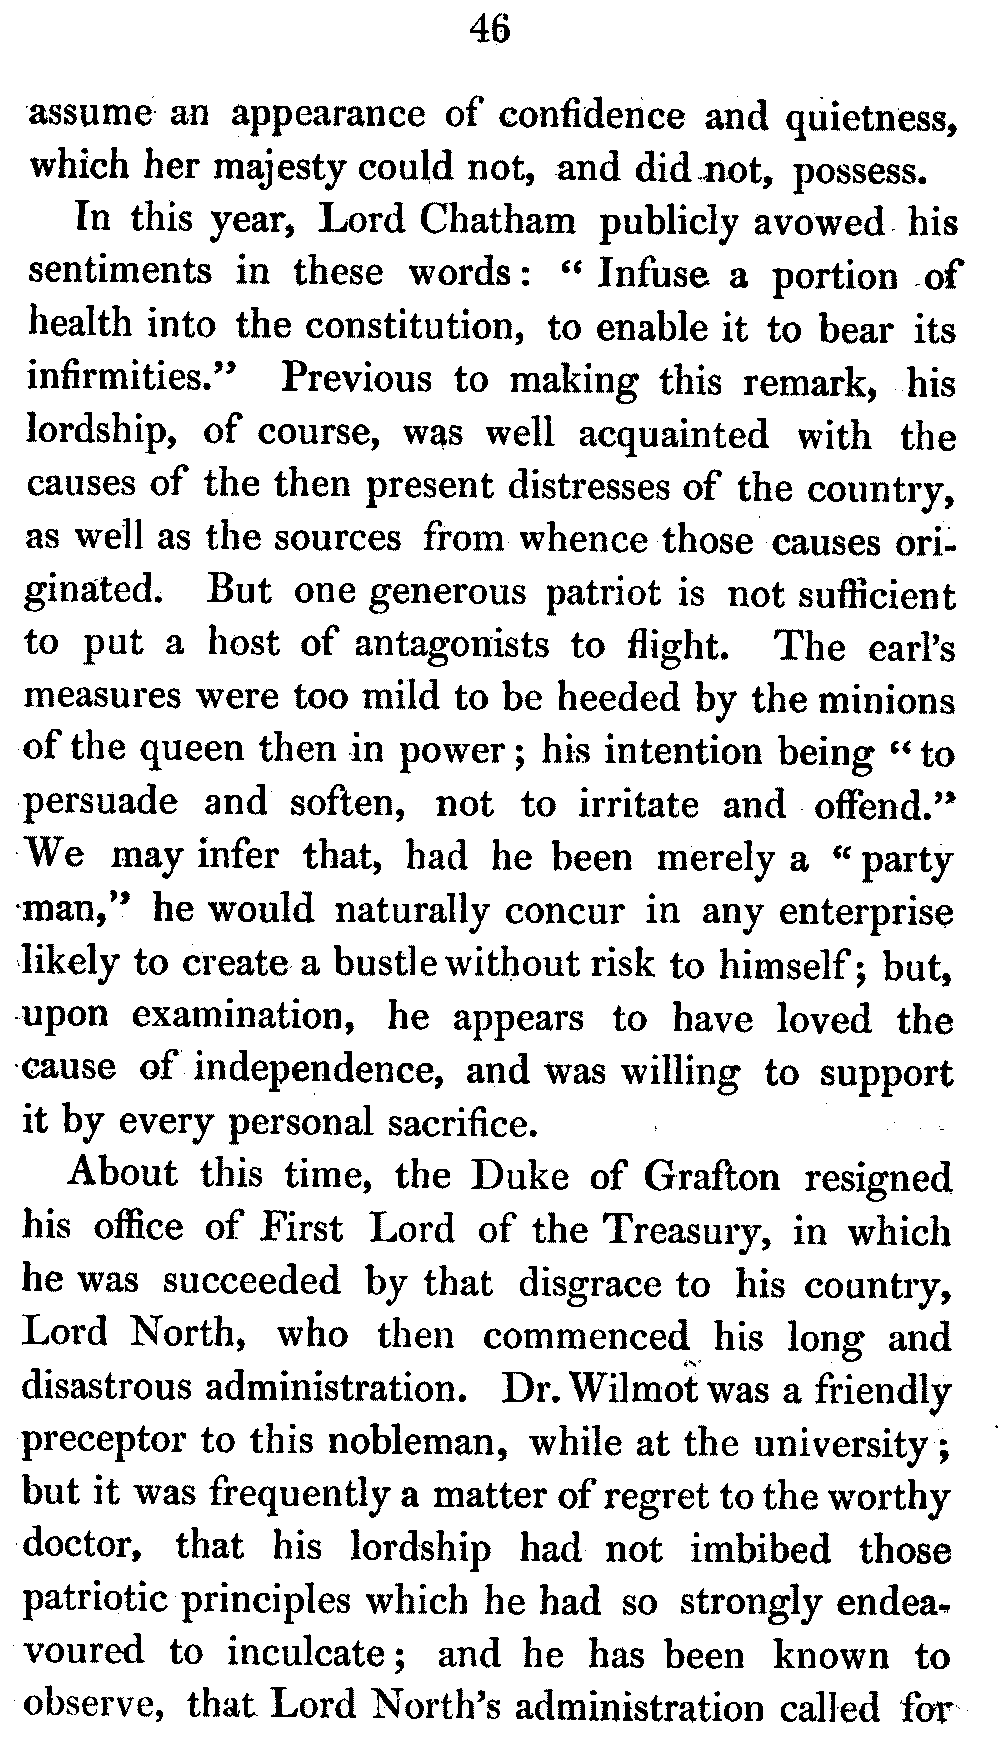 46
assume an appearance of confidence and quietness,
which her majesty could not, and did not, possess.
In this year, Lord Chatham publicly avowed his
sentiments in these words: “ Infuse a portion of
health into the constitution, to enable it to bear its
infirmities.” Previous to making this remark, his
lordship, of course, was well acquainted with the
causes of the then present distresses of the country,
as well as the sources from whence those causes ori-
ginated. But one generous patriot is not sufficient
to put a host of antagonists to flight. The earl’s
measures were too mild to be heeded by the minions
of the queen then in power; his intention being “ to
persuade and soften, not to irritate and offend.”
We may infer that, had he been merely a “ party
man,” he would naturally concur in any enterprise
likely to create a bustle without risk to himself; but,
upon examination, he appears to have loved the
cause of independence, and was willing to support
it by every personal sacrifice.
About this time, the Duke of Grafton resigned
his office of First Lord of the Treasury, in which
he was succeeded by that disgrace to his country,
Lord North, who then commenced his long and
disastrous administration. Dr. Wilmot was a friendly
preceptor to this nobleman, while at the university;
but it was frequently a matter of regret to the worthy
doctor, that his lordship had not imbibed those
patriotic principles which he had so strongly endea-
voured to inculcate; and he has been known to
observe, that Lord North’s administration called for